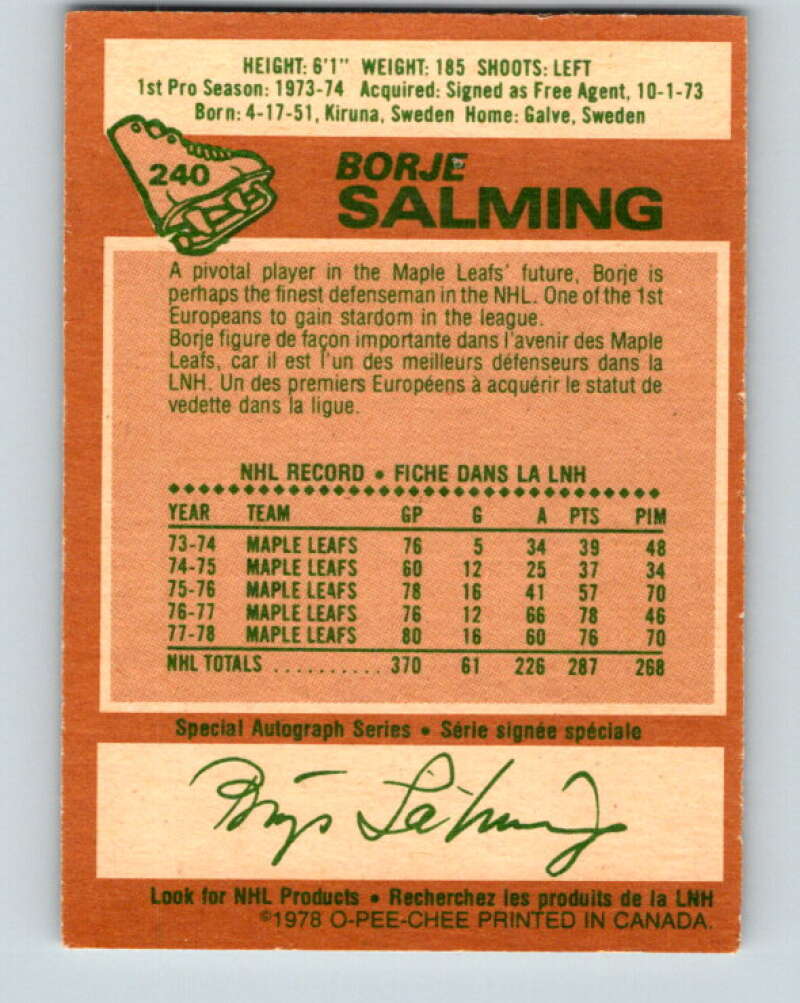 HEIGHT: 6'1" WEIGHT: 185 SHOOTS: LEFT
1st Pro Season: 1973-74 Acquired: Signed as Free Agent, 10-1-73
Born: 4-17-51, Kiruna, Sweden Home: Galve, Sweden
240
BORJE
SALMING
A pivotal player in the Maple Leafs' future, Borje is
perhaps the finest defenseman in the NHL. One of the 1st
Europeans to gain stardom in the league.
Borje figure de façon importante dans l'avenir des Maple
Leafs, car il est l'un des meilleurs défenseurs dans la
LNH. Un des premiers Européens à acquérir le statut de
vedette dans la ligue.
NHL RECORD • FICHE DANS LA LNH
YEAR TEAM GP G A PTS PIM
73-74 MAPLE LEAFS 76 5 34 39 48
74-75 MAPLE LEAFS 60 12 25 37 34
75-76 MAPLE LEAFS 78 16 41 57 70
76-77 MAPLE LEAFS 76 12 66 78 46
77-78 MAPLE LEAFS 80 16 60 76 70
NHL TOTALS .......... 370 61 226 287 268
Special Autograph Series • Série signée spéciale
Börje Salming
Look for NHL Products • Recherchez les produits de la LNH
©1978 O-PEE-CHEE PRINTED IN CANADA.